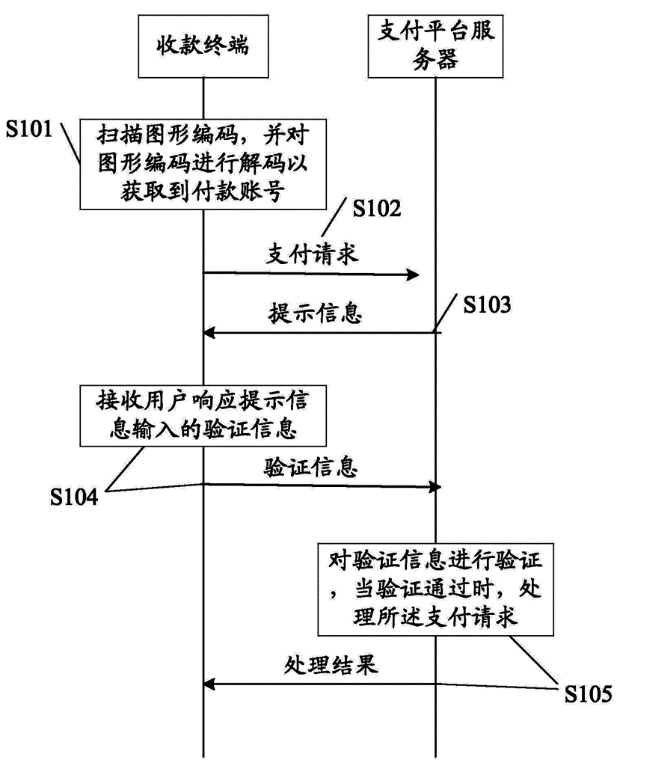 收款终端
支付平台服
务器
S101
扫描图形编码，并对
图形编码进行解码以
获取到付款账号
S102
支付请求
提示信息
S103
接收用户响应提示信
息输入的验证信息
验证信息
S104
对验证信息进行验证
，当验证通过时，处
理所述支付请求
处理结果
S105